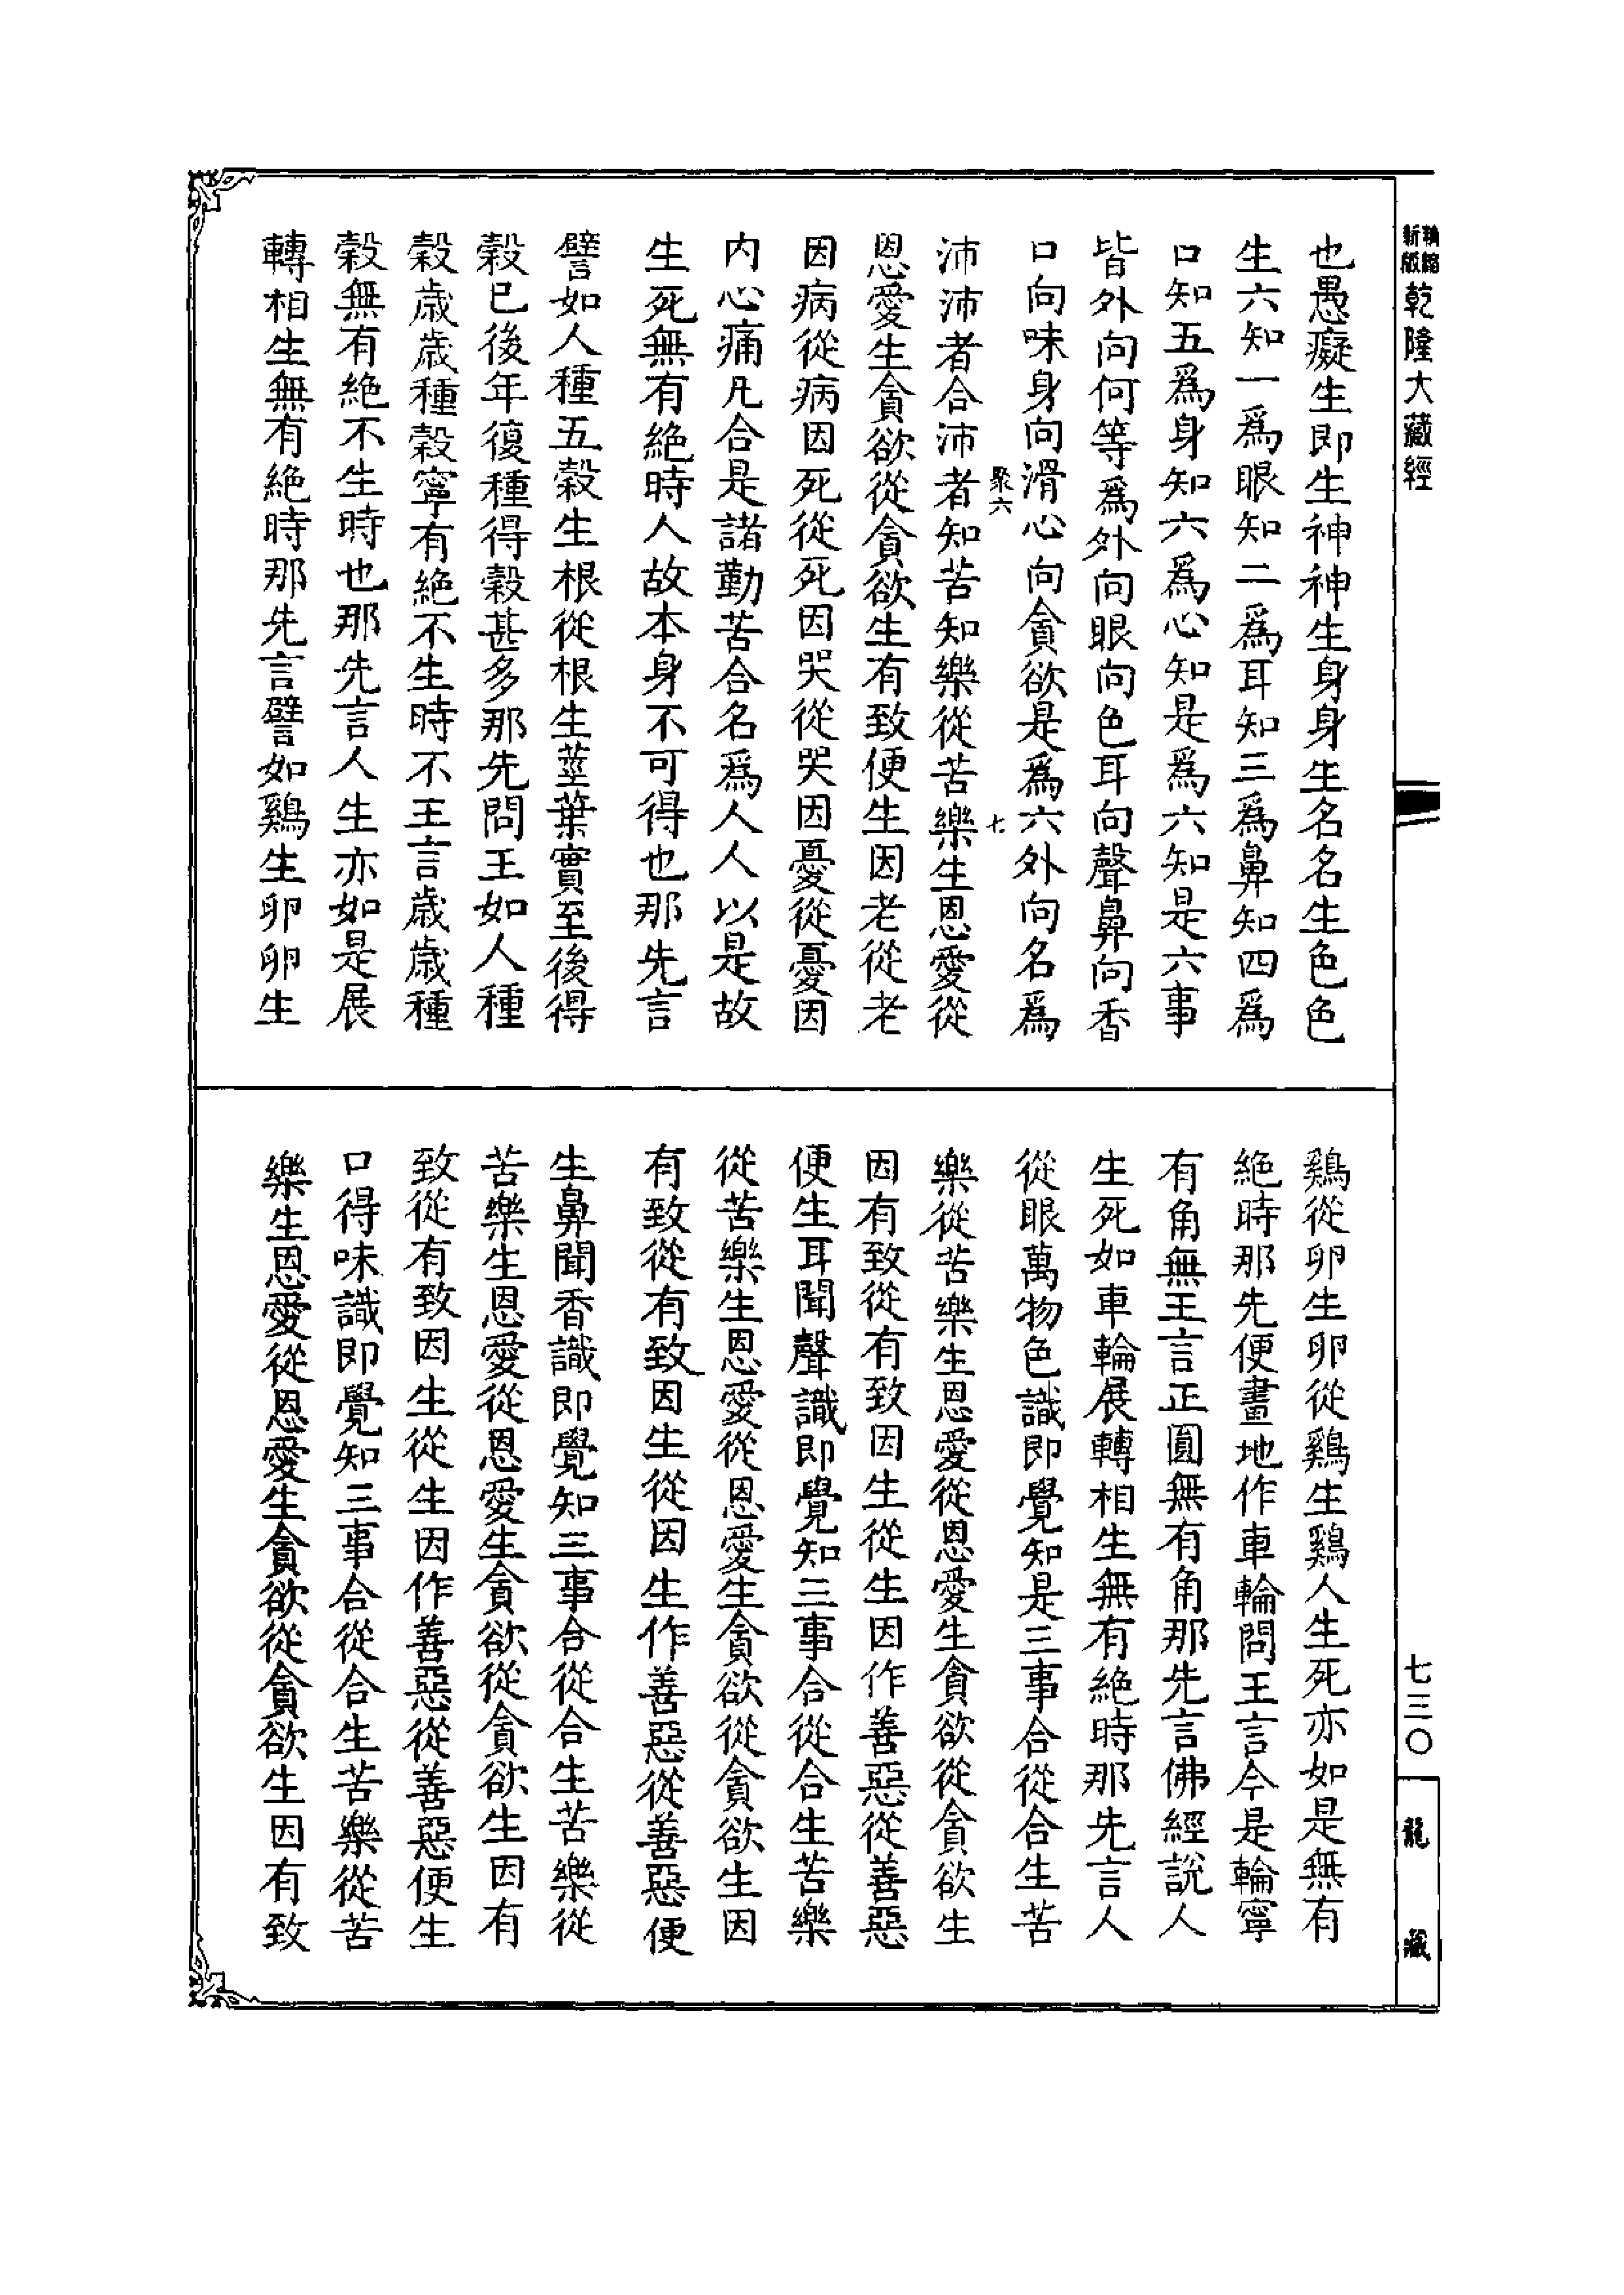 新版
乾隆大藏經
七三〇
龍藏
也愚癡生即生神神生身身生名名生色色
生六知一爲眼知二爲耳知三爲鼻知四爲
口知五爲身知六爲心知是爲六知是六事
皆外向何等爲外向眼向色耳向聲鼻向香
口向味身向滑心向貪欲是爲六外向名爲
聚六
七
沛沛者合沛者知苦知樂從苦樂生恩愛從
恩愛生貪欲從貪欲生有致便生因老從老
因病從病因死從死因哭從哭因憂從憂因
内心痛凡合是諸勤苦合名爲人人以是故
生死無有絶時人故本身不可得也那先言
譬如人種五穀生根從根生莖葉實至後得
穀已後年復種得穀甚多那先問王如人種
穀歲歲種穀寧有絶不生時不王言歲歲種
穀無有絶不生時也那先言人生亦如是展
轉相生無有絶時那先言譬如鷄生卵卵生
鷄從卵生卵從鷄生鷄人生死亦如是無有
絶時那先便畫地作車輪問王言今是輪寧
有角無王言正圓無有角那先言佛經說人
生死如車輪展轉相生無有絶時那先言人
從眼萬物色識即覺知是三事合從合生苦
樂從苦樂生恩愛從恩愛生貪欲從貪欲生
因有致從有致因生從生因作善惡從善惡
便生耳聞聲識即覺知三事合從合生苦樂
從苦樂生恩愛從恩愛生貪欲從貪欲生因
有致從有致因生從因生作善惡從善惡便
生鼻聞香識即覺知三事合從合生苦樂從
苦樂生恩愛從恩愛生貪欲從貪欲生因有
致從有致因生從生因作善惡從善惡便生
口得味識即覺知三事合從合生苦樂從苦
樂生恩愛從恩愛生貪欲從貪欲生因有致